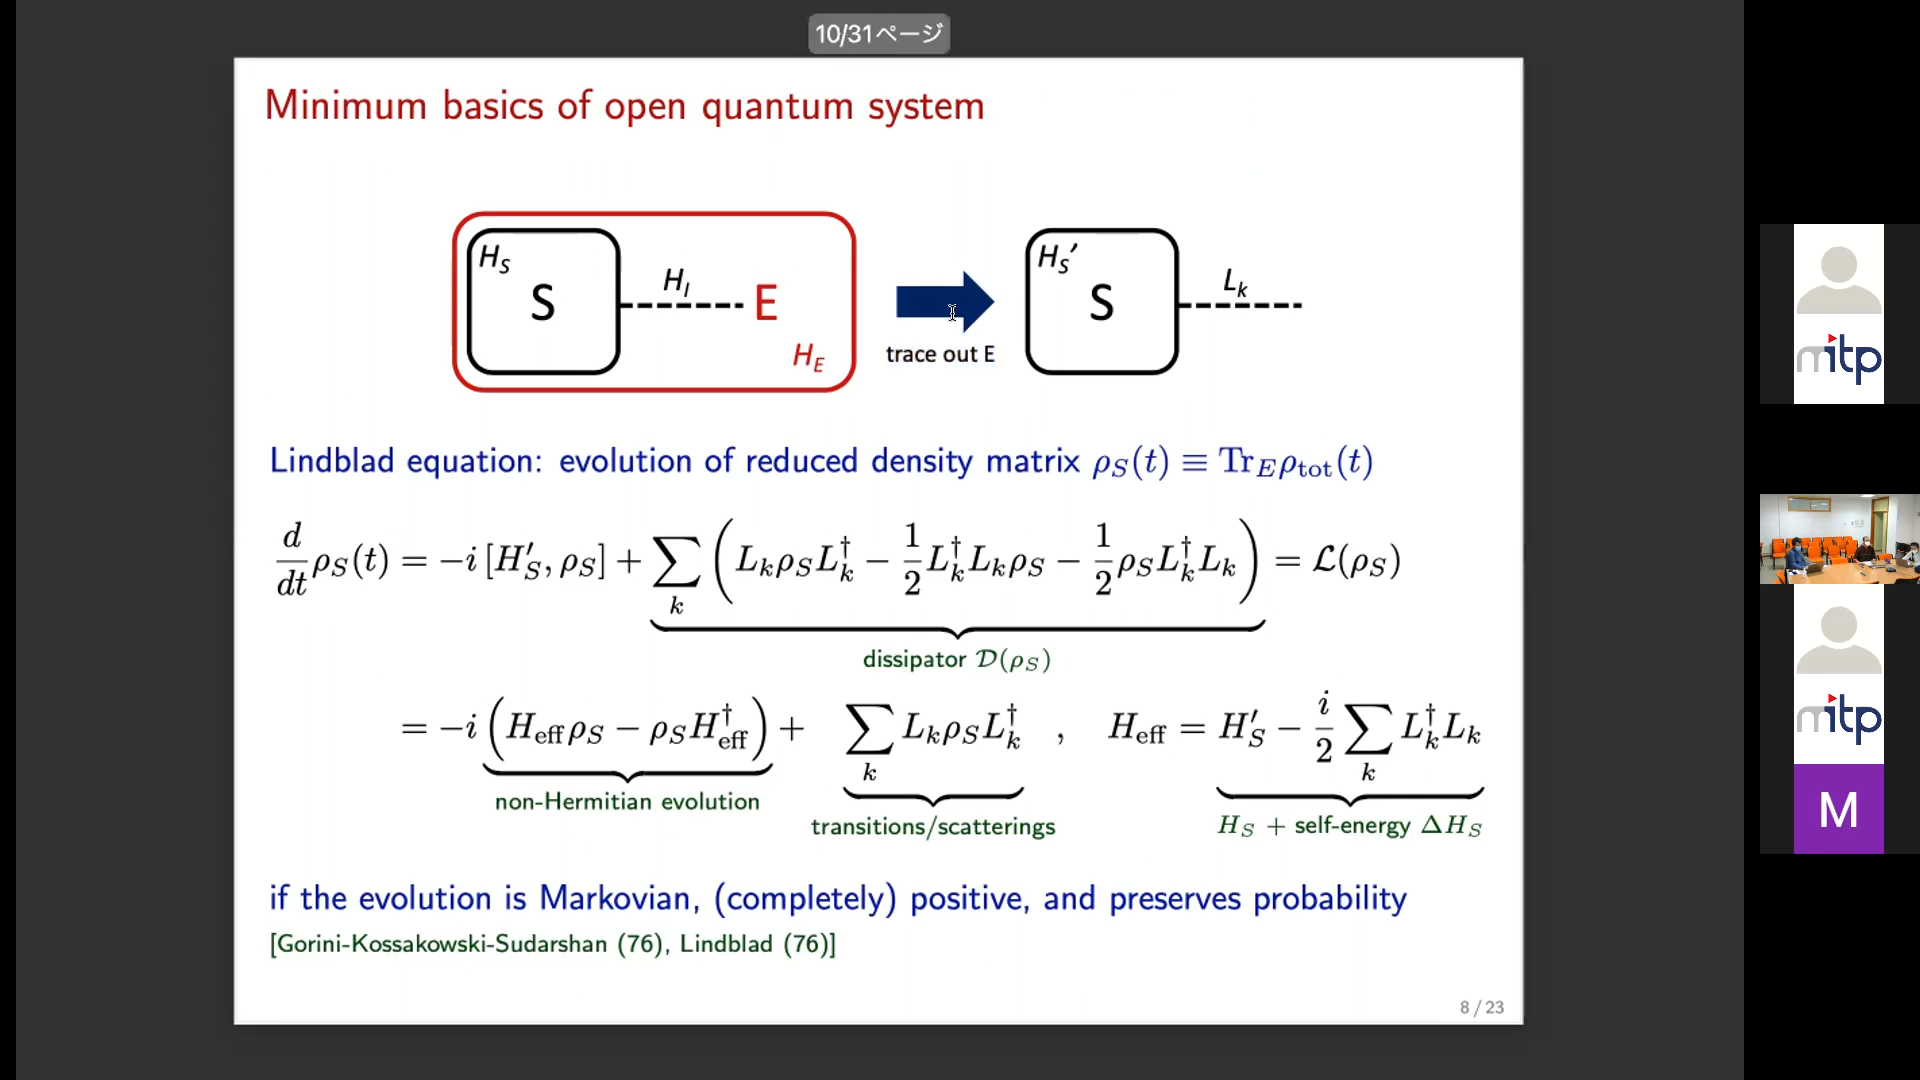 10/31ページ
Minimum basics of open quantum system
H_S S H_I E H_E
trace out E
H_S′ S L_k
Lindblad equation: evolution of reduced density matrix ρ_S(t) ≡ Tr_E ρ_tot(t)
d/dt ρ_S(t) = −i [H′_S, ρ_S] + ∑_k ( L_k ρ_S L_k^† − 1/2 L_k^† L_k ρ_S − 1/2 ρ_S L_k^† L_k ) = ℒ(ρ_S)
dissipator 𝒟(ρ_S)
= −i ( H_eff ρ_S − ρ_S H_eff^† ) + ∑_k L_k ρ_S L_k^† , H_eff = H′_S − i/2 ∑_k L_k^† L_k
non-Hermitian evolution
transitions/scatterings
H_S + self-energy ΔH_S
if the evolution is Markovian, (completely) positive, and preserves probability
[Gorini-Kossakowski-Sudarshan (76), Lindblad (76)]
8 / 23
mitp
mitp
M